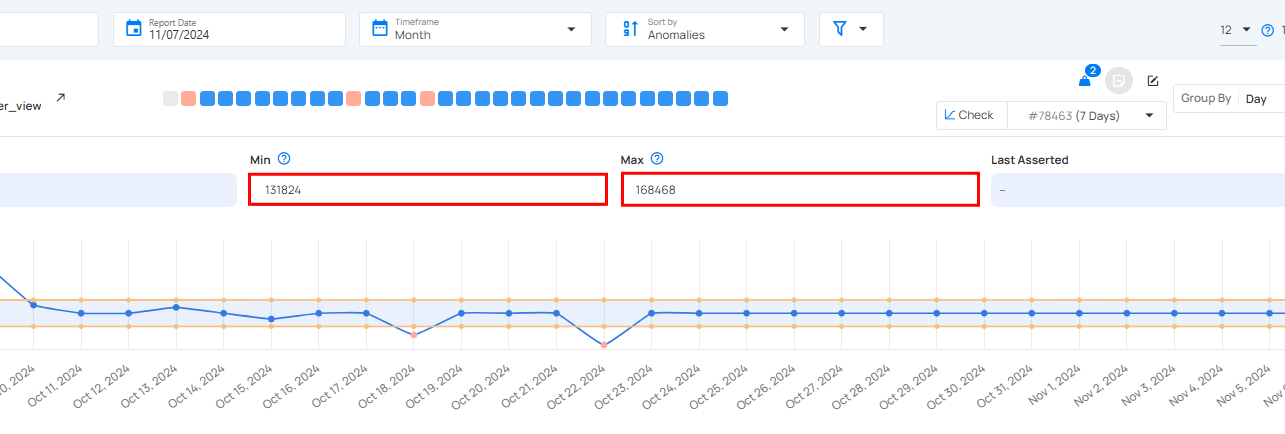 Report Date
11/07/2024
Timeframe
Month
Sort by
Anomalies
12
er_view
2
Check
#78463 (7 Days)
Group By
Day
Min
Max
Last Asserted
131824
168468
–
10, 2024
Oct 11, 2024
Oct 12, 2024
Oct 13, 2024
Oct 14, 2024
Oct 15, 2024
Oct 16, 2024
Oct 17, 2024
Oct 18, 2024
Oct 19, 2024
Oct 20, 2024
Oct 21, 2024
Oct 22, 2024
Oct 23, 2024
Oct 24, 2024
Oct 25, 2024
Oct 26, 2024
Oct 27, 2024
Oct 28, 2024
Oct 29, 2024
Oct 30, 2024
Oct 31, 2024
Nov 1, 2024
Nov 2, 2024
Nov 3, 2024
Nov 4, 2024
Nov 5, 2024